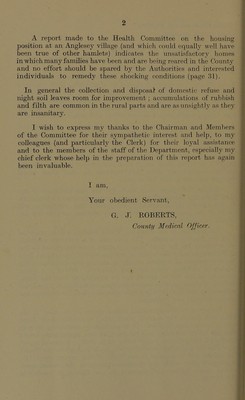 2
A report made to the Health Committee on the housing
position at an Anglesey village (and which could equally well have
been true of other hamlets) indicates the unsatisfactory homes
in which many families have been and are being reared in the County
and no effort should be spared by the Authorities and interested
individuals to remedy these shocking conditions (page 31).
In general the collection and disposal of domestic refuse and
night soil leaves room for improvement ; accumulations of rubbish
and filth are common in the rural parts and are as unsightly as they
are insanitary.
I wish to express my thanks to the Chairman and Members
of the Committee for their sympathetic interest and help, to my
colleagues (and particularly the Clerk) for their loyal assistance
and to the members of the staff of the Department, especially my
chief clerk whose help in the preparation of this report has again
been invaluable.
I am,
Your obedient Servant,
G. J. ROBERTS,
County Medical Officer.